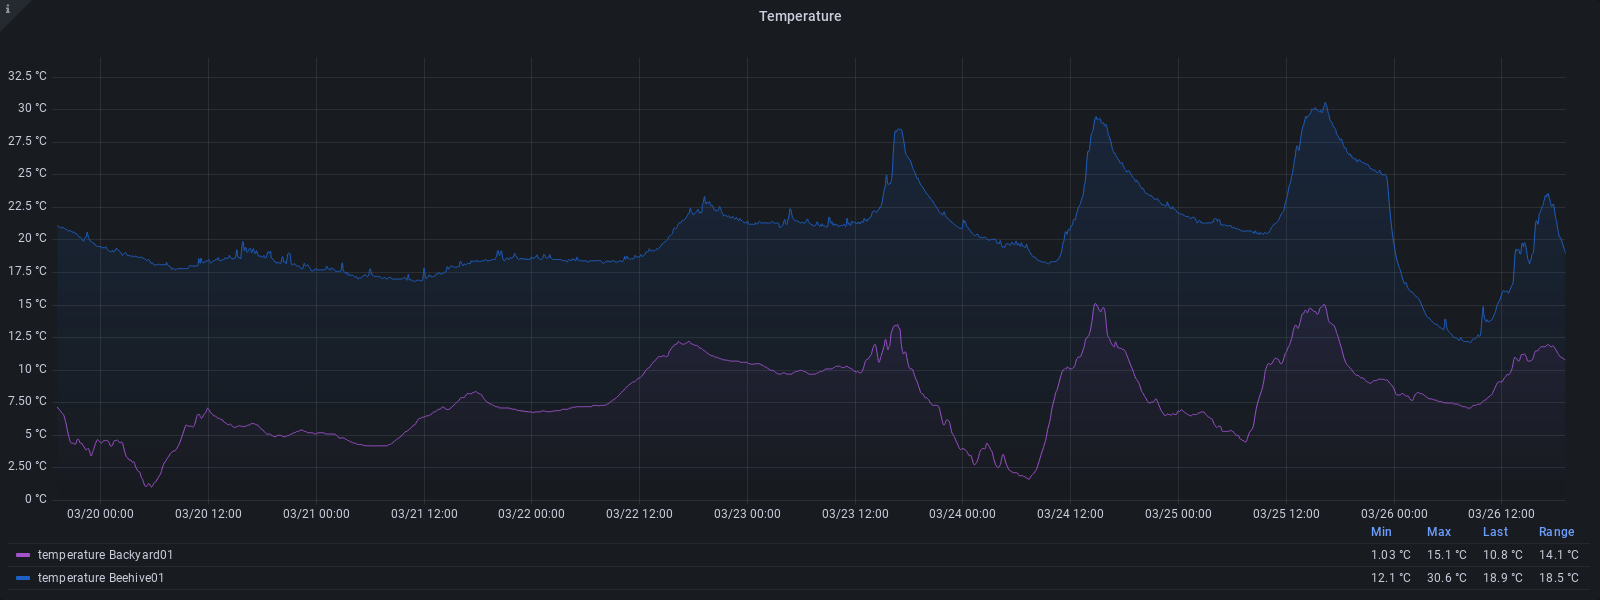 i
Temperature
32.5 °C
30 °C
27.5 °C
25 °C
22.5 °C
20 °C
17.5 °C
15 °C
12.5 °C
10 °C
7.50 °C
5 °C
2.50 °C
0 °C
03/20 00:00 03/20 12:00 03/21 00:00 03/21 12:00 03/22 00:00 03/22 12:00 03/23 00:00 03/23 12:00 03/24 00:00 03/24 12:00 03/25 00:00 03/25 12:00 03/26 00:00 03/26 12:00
Min Max Last Range
temperature Backyard01 1.03 °C 15.1 °C 10.8 °C 14.1 °C
temperature Beehive01 12.1 °C 30.6 °C 18.9 °C 18.5 °C